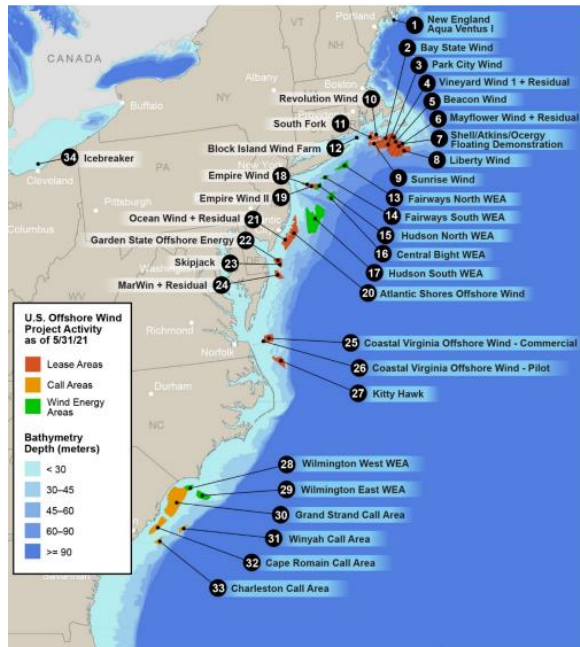 Portland
VT
NH
CANADA
NY
Albany
Boston
Buffalo
PA
Cleveland
Pittsburgh
Columbus
Richmond
Norfolk
Durham
NC
1 New England
Aqua Ventus I
2 Bay State Wind
3 Park City Wind
4 Vineyard Wind 1 + Residual
5 Beacon Wind
6 Mayflower Wind + Residual
7 Shell/Atkins/Ocergy
Floating Demonstration
8 Liberty Wind
9 Sunrise Wind
Revolution Wind 10
South Fork 11
Block Island Wind Farm 12
13 Fairways North WEA
14 Fairways South WEA
15 Hudson North WEA
16 Central Bight WEA
17 Hudson South WEA
Empire Wind 18
Empire Wind II 19
20 Atlantic Shores Offshore Wind
Ocean Wind + Residual 21
Garden State Offshore Energy 22
Skipjack 23
MarWin + Residual 24
25 Coastal Virginia Offshore Wind - Commercial
26 Coastal Virginia Offshore Wind - Pilot
27 Kitty Hawk
28 Wilmington West WEA
29 Wilmington East WEA
30 Grand Strand Call Area
31 Winyah Call Area
32 Cape Romain Call Area
33 Charleston Call Area
34 Icebreaker
U.S. Offshore Wind
Project Activity
as of 5/31/21
Lease Areas
Call Areas
Wind Energy
Areas
Bathymetry
Depth (meters)
< 30
30–45
45–60
60–90
>= 90